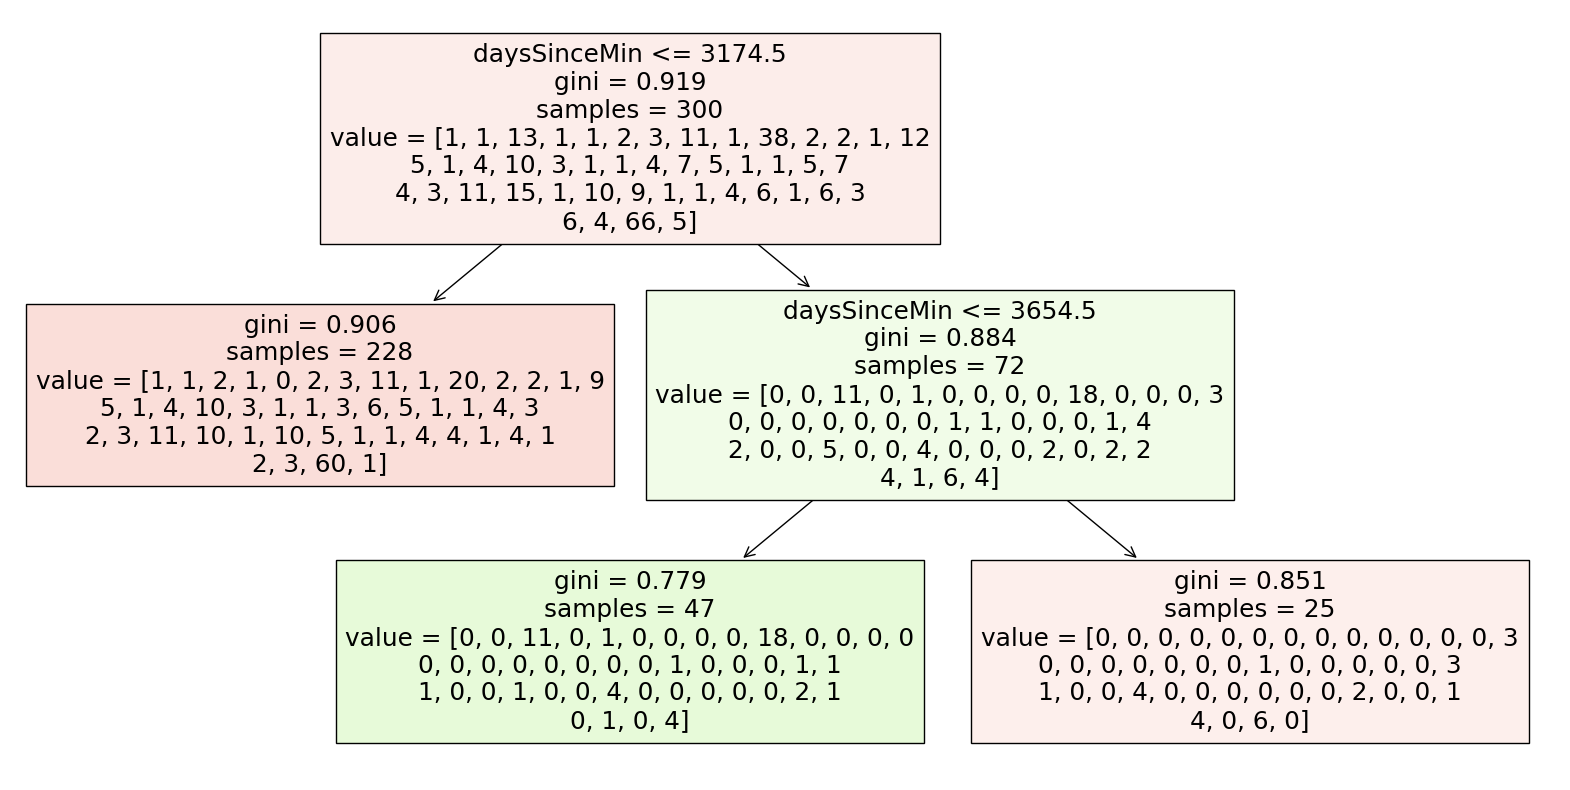 daysSinceMin <= 3174.5
gini = 0.919
samples = 300
value = [1, 1, 13, 1, 1, 2, 3, 11, 1, 38, 2, 2, 1, 12
5, 1, 4, 10, 3, 1, 1, 4, 7, 5, 1, 1, 5, 7
4, 3, 11, 15, 1, 10, 9, 1, 1, 4, 6, 1, 6, 3
6, 4, 66, 5]
gini = 0.906
samples = 228
value = [1, 1, 2, 1, 0, 2, 3, 11, 1, 20, 2, 2, 1, 9
5, 1, 4, 10, 3, 1, 1, 3, 6, 5, 1, 1, 4, 3
2, 3, 11, 10, 1, 10, 5, 1, 1, 4, 4, 1, 4, 1
2, 3, 60, 1]
daysSinceMin <= 3654.5
gini = 0.884
samples = 72
value = [0, 0, 11, 0, 1, 0, 0, 0, 0, 18, 0, 0, 0, 3
0, 0, 0, 0, 0, 0, 0, 1, 1, 0, 0, 0, 1, 4
2, 0, 0, 5, 0, 0, 4, 0, 0, 0, 2, 0, 2, 2
4, 1, 6, 4]
gini = 0.779
samples = 47
value = [0, 0, 11, 0, 1, 0, 0, 0, 0, 18, 0, 0, 0, 0
0, 0, 0, 0, 0, 0, 0, 0, 1, 0, 0, 0, 1, 1
1, 0, 0, 1, 0, 0, 4, 0, 0, 0, 0, 0, 2, 1
0, 1, 0, 4]
gini = 0.851
samples = 25
value = [0, 0, 0, 0, 0, 0, 0, 0, 0, 0, 0, 0, 0, 3
0, 0, 0, 0, 0, 0, 0, 1, 0, 0, 0, 0, 0, 3
1, 0, 0, 4, 0, 0, 0, 0, 0, 0, 2, 0, 0, 1
4, 0, 6, 0]